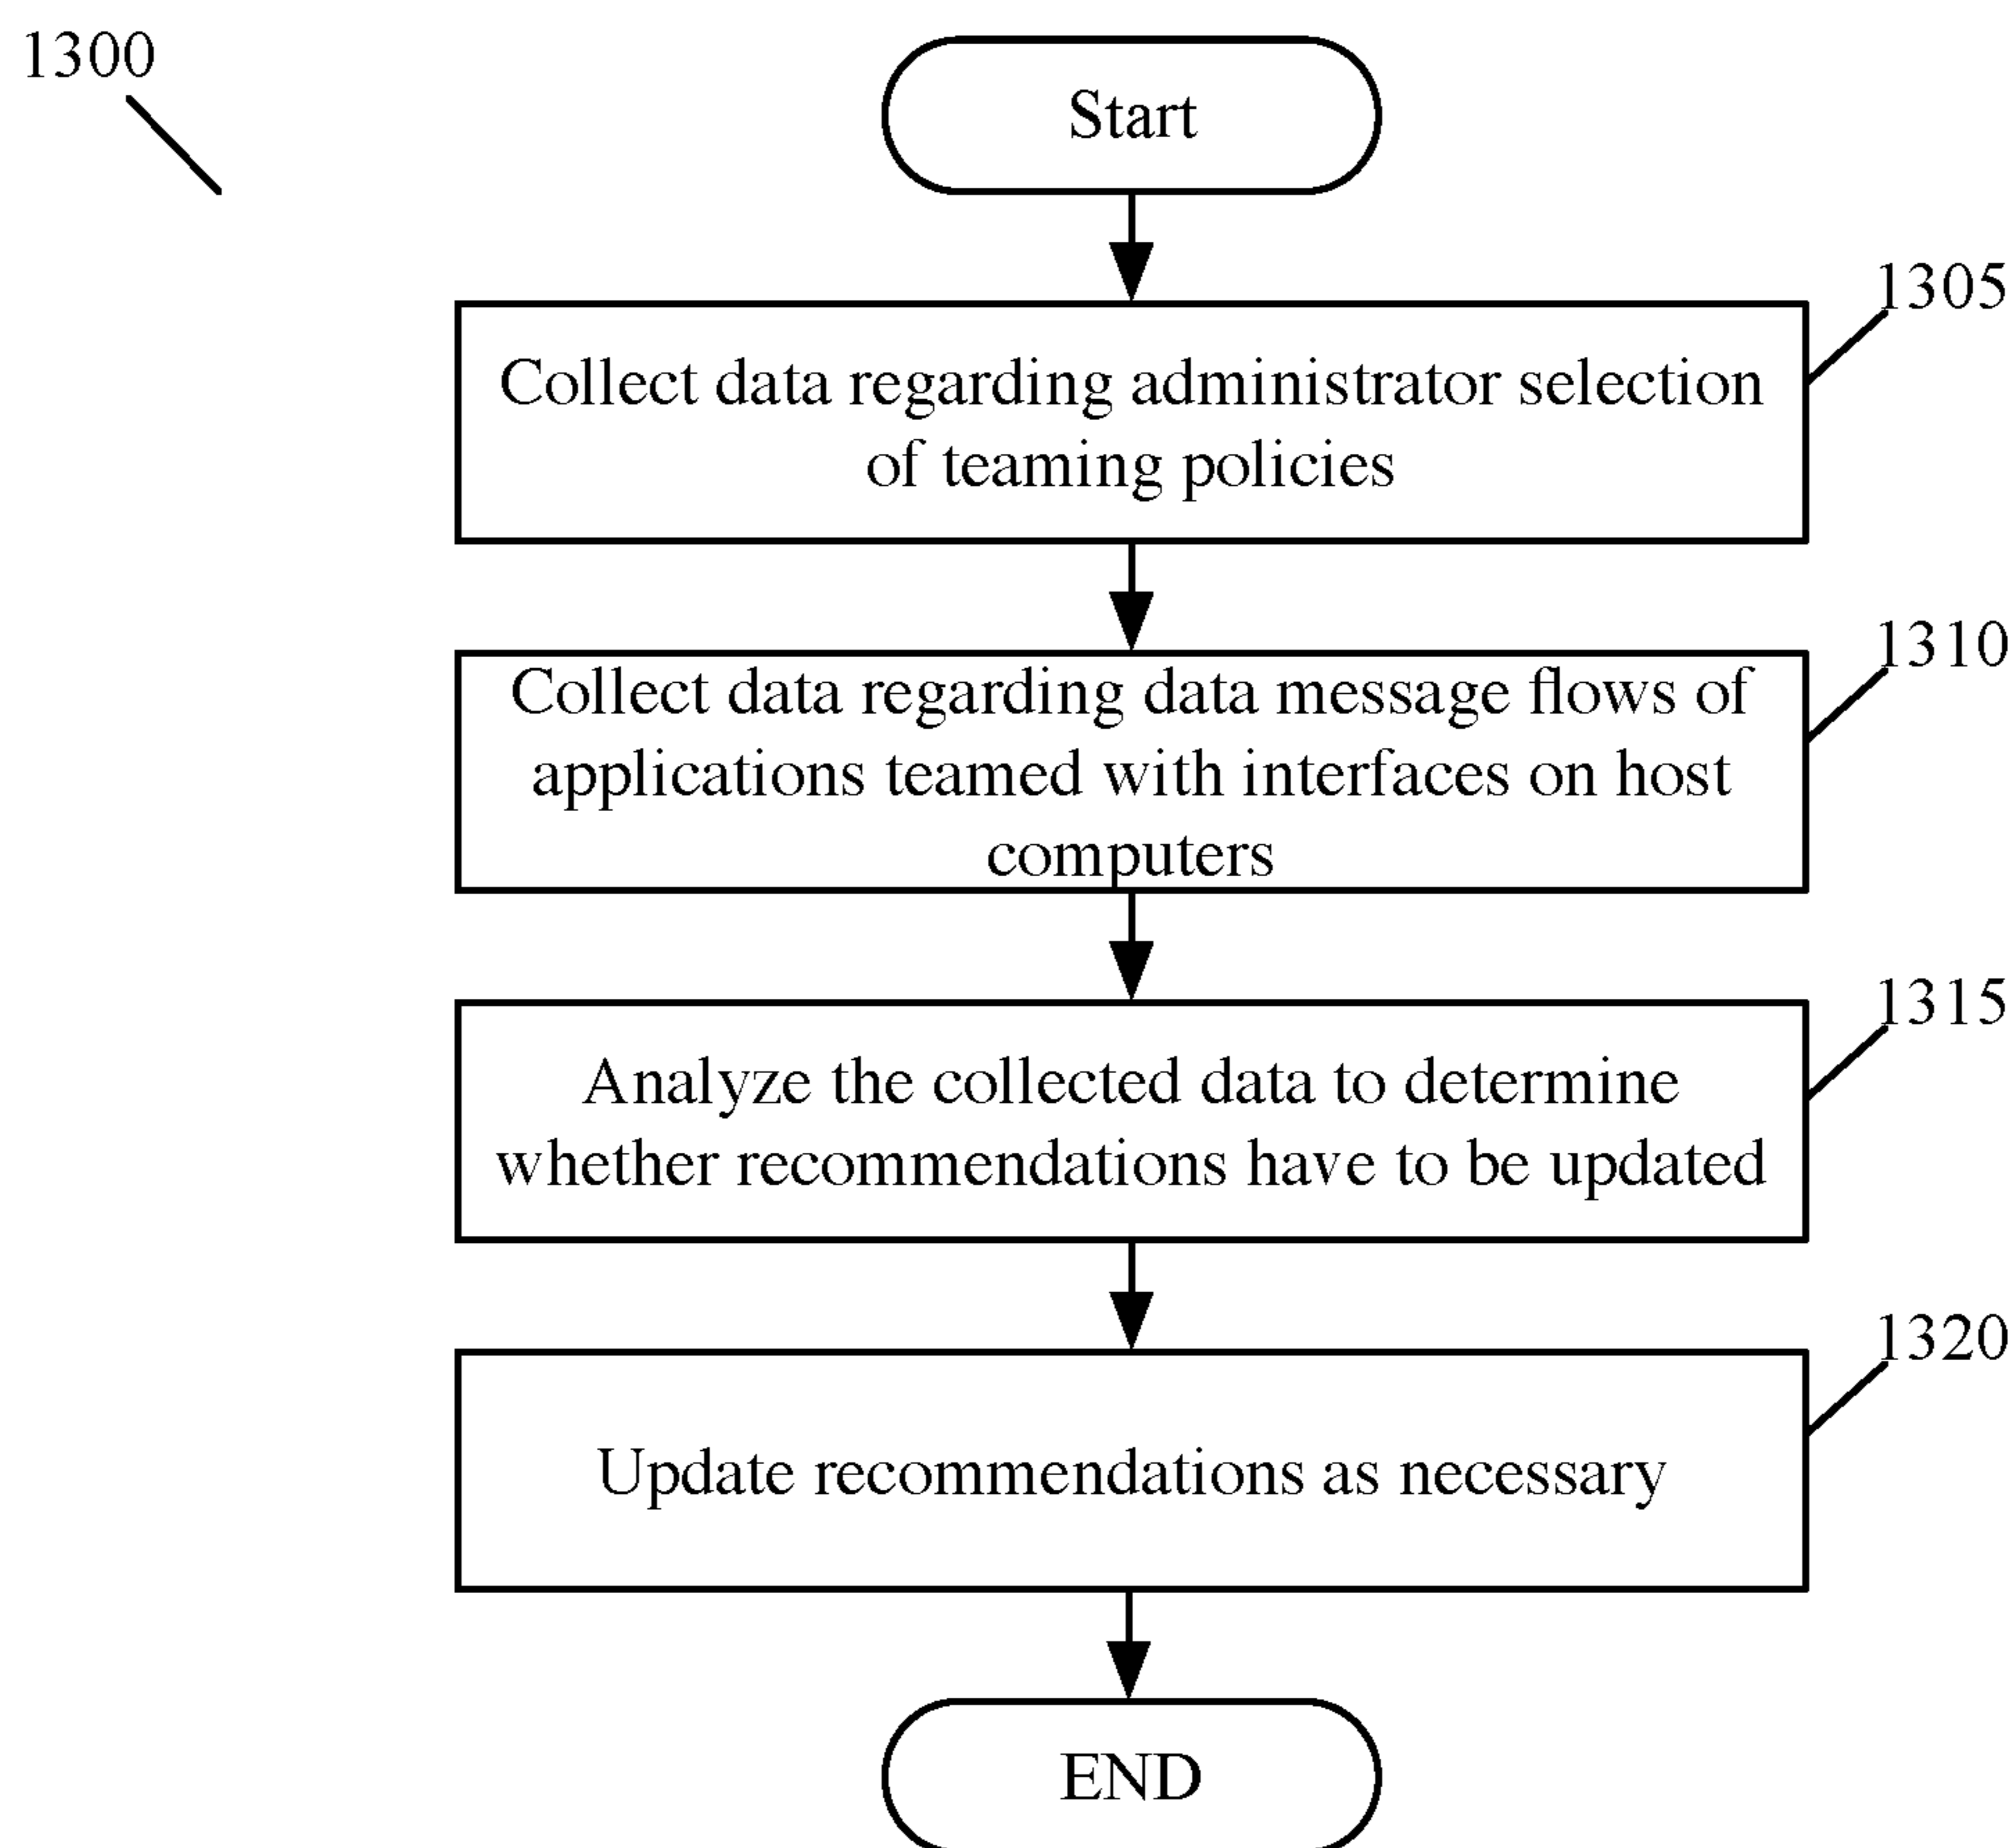 1300
Start
1305
Collect data regarding administrator selection
of teaming policies
1310
Collect data regarding data message flows of
applications teamed with interfaces on host
computers
1315
Analyze the collected data to determine
whether recommendations have to be updated
1320
Update recommendations as necessary
END